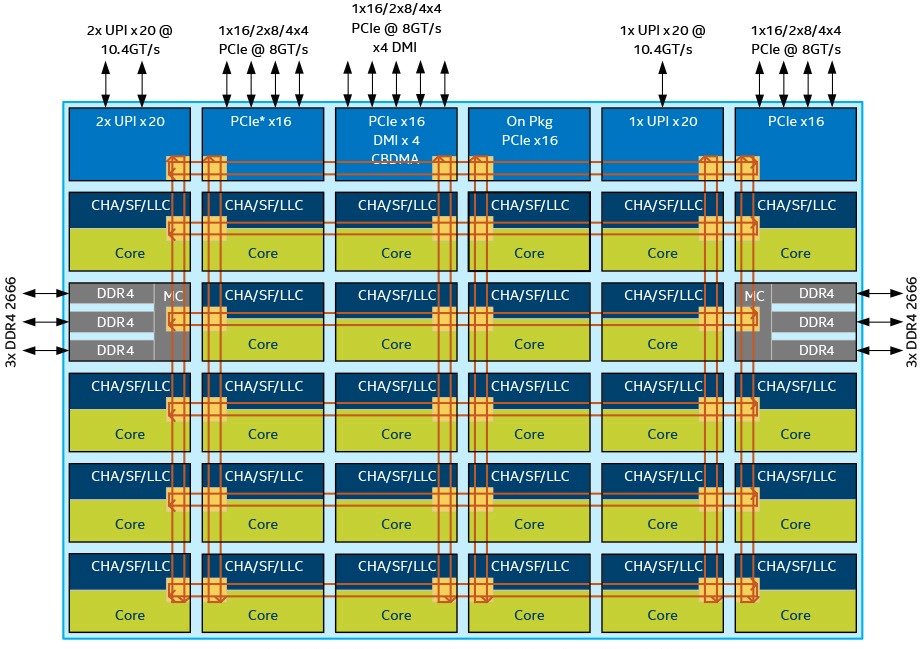 2x UPI x20 @
10.4GT/s
1x16/2x8/4x4
PCIe @ 8GT/s
1x16/2x8/4x4
PCIe @ 8GT/s
x4 DMI
1x UPI x20 @
10.4GT/s
1x16/2x8/4x4
PCIe @ 8GT/s
2x UPI x20
PCIe* x16
PCIe x16
DMI x 4
CBDMA
On Pkg
PCIe x16
1x UPI x20
PCIe x16
CHA/SF/LLC
Core
CHA/SF/LLC
Core
CHA/SF/LLC
Core
CHA/SF/LLC
Core
CHA/SF/LLC
Core
CHA/SF/LLC
Core
3x DDR4 2666
DDR4
DDR4
DDR4
MC
CHA/SF/LLC
Core
CHA/SF/LLC
Core
CHA/SF/LLC
Core
CHA/SF/LLC
Core
MC
DDR4
DDR4
DDR4
3x DDR4 2666
CHA/SF/LLC
Core
CHA/SF/LLC
Core
CHA/SF/LLC
Core
CHA/SF/LLC
Core
CHA/SF/LLC
Core
CHA/SF/LLC
Core
CHA/SF/LLC
Core
CHA/SF/LLC
Core
CHA/SF/LLC
Core
CHA/SF/LLC
Core
CHA/SF/LLC
Core
CHA/SF/LLC
Core
CHA/SF/LLC
Core
CHA/SF/LLC
Core
CHA/SF/LLC
Core
CHA/SF/LLC
Core
CHA/SF/LLC
Core
CHA/SF/LLC
Core